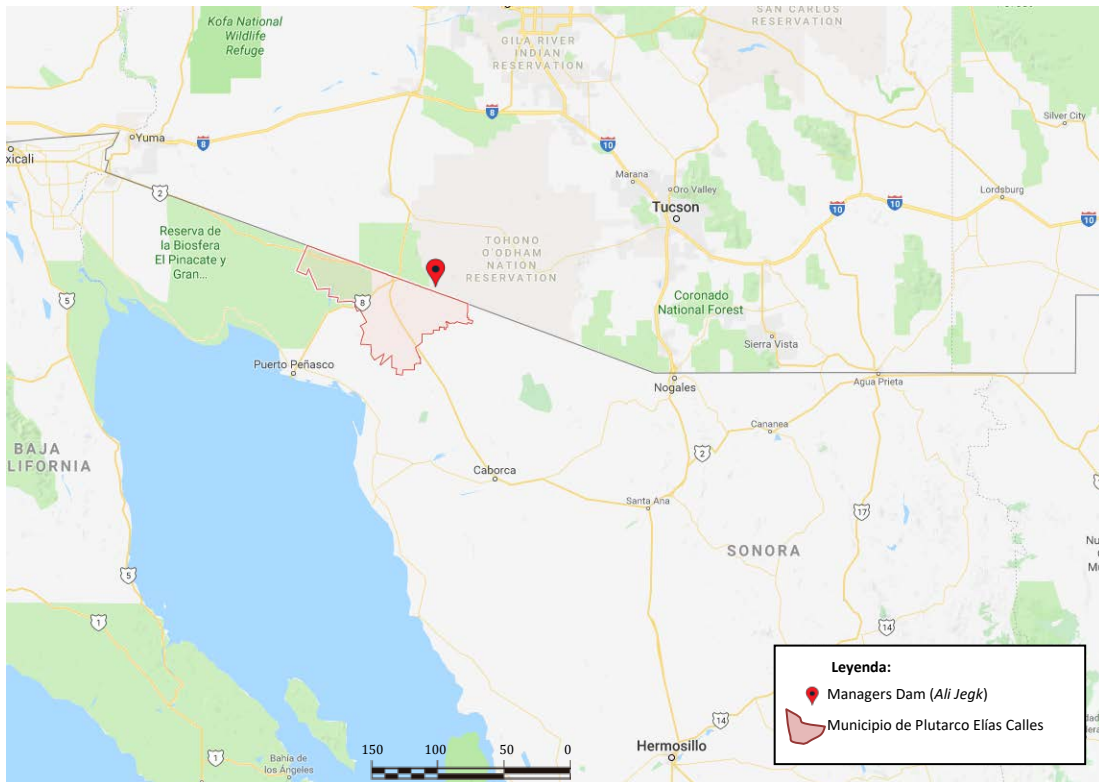 SAN CARLOS
RESERVATION
Kofa National
Wildlife
Refuge
GILA RIVER
INDIAN
RESERVATION
8
10
Silver City
Yuma
8
xicali
2
Marana
Oro Valley
Tucson
Lordsburg
10
10
10
Reserva de
la Biosfera
El Pinacate y
Gran...
TOHONO
O'ODHAM
NATION
RESERVATION
5
8
Coronado
National Forest
Sierra Vista
Puerto Peñasco
Nogales
Agua Prieta
Cananea
BAJA
LIFORNIA
2
Caborca
Santa Ana
17
SONORA
Nu
M
5
1
14
Leyenda:
Managers Dam (Ali Jegk)
Municipio de Plutarco Elías Calles
14
Hermosillo
1
Bahía de
los Ángeles
150 100 50 0